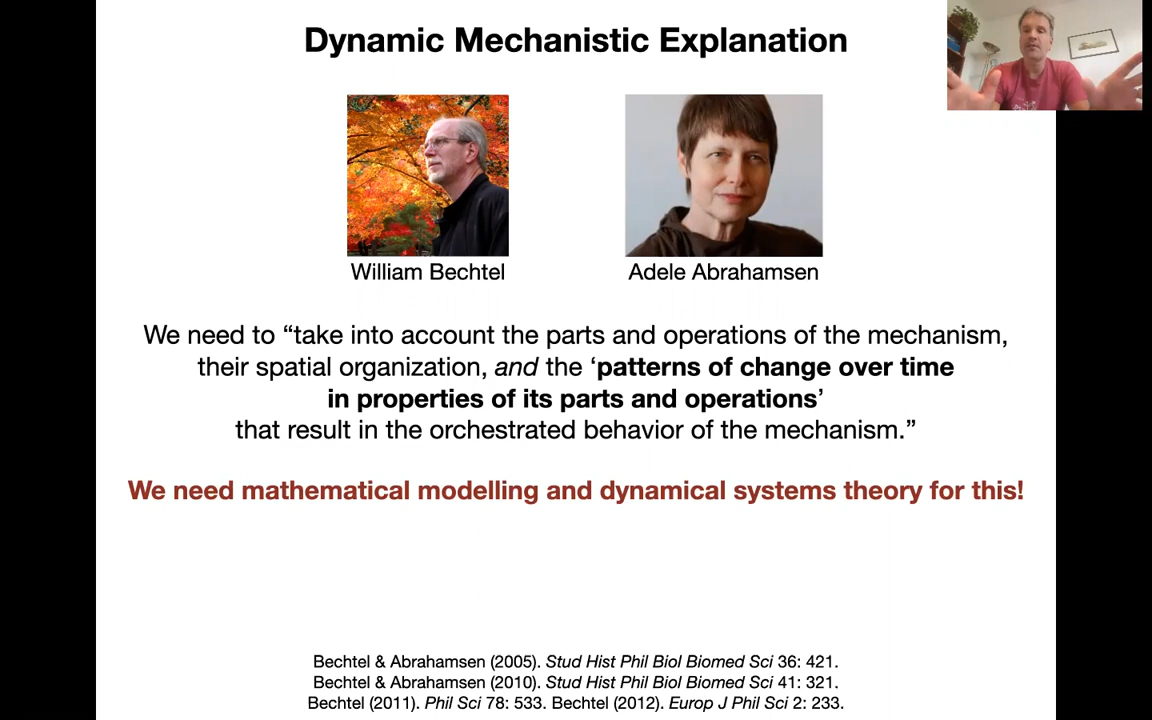 Dynamic Mechanistic Explanation
William Bechtel
Adele Abrahamsen
We need to “take into account the parts and operations of the mechanism,
their spatial organization, and the ‘patterns of change over time
in properties of its parts and operations’
that result in the orchestrated behavior of the mechanism.”
We need mathematical modelling and dynamical systems theory for this!
Bechtel & Abrahamsen (2005). Stud Hist Phil Biol Biomed Sci 36: 421.
Bechtel & Abrahamsen (2010). Stud Hist Phil Biol Biomed Sci 41: 321.
Bechtel (2011). Phil Sci 78: 533. Bechtel (2012). Europ J Phil Sci 2: 233.